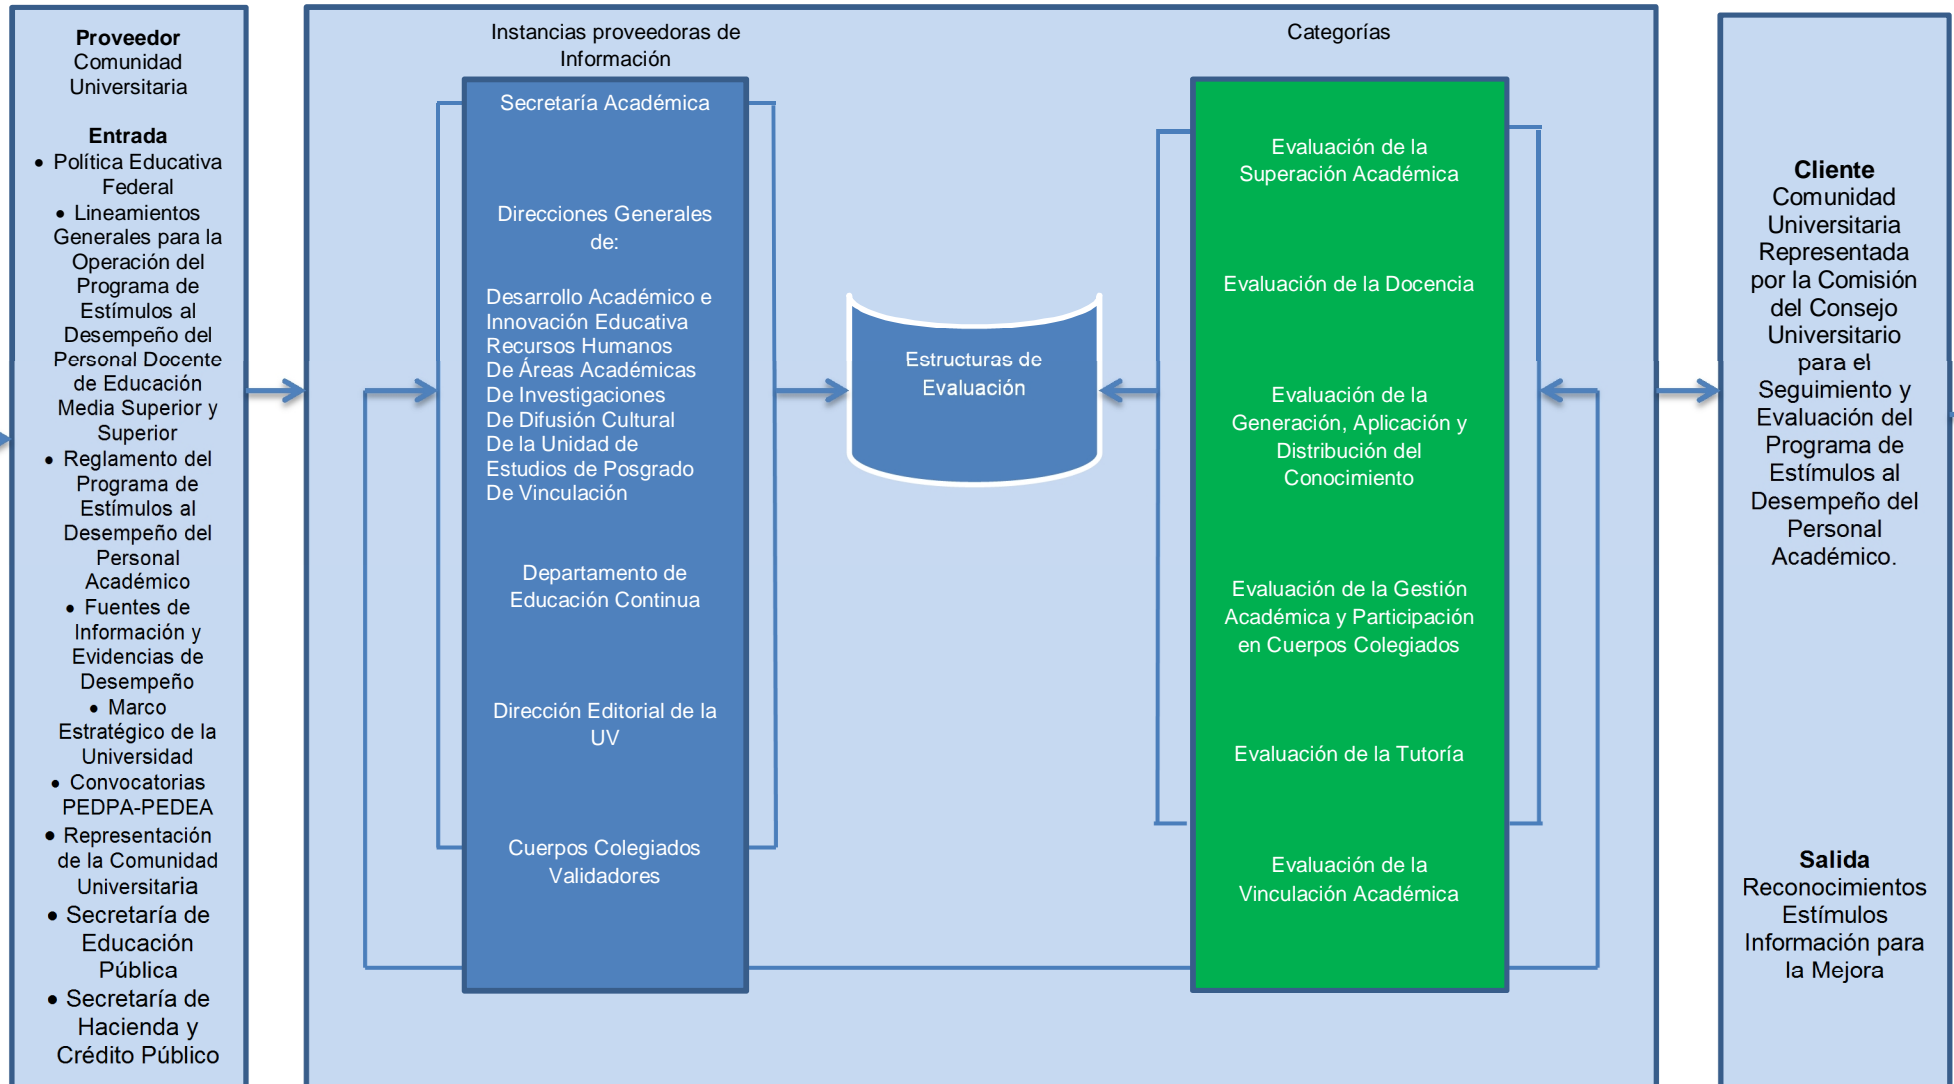 Proveedor
Comunidad
Universitaria
Entrada
• Política Educativa
Federal
• Lineamientos
Generales para la
Operación del
Programa de
Estímulos al
Desempeño del
Personal Docente
de Educación
Media Superior y
Superior
• Reglamento del
Programa de
Estímulos al
Desempeño del
Personal
Académico
• Fuentes de
Información y
Evidencias de
Desempeño
• Marco
Estratégico de la
Universidad
• Convocatorias
PEDPA-PEDEA
• Representación
de la Comunidad
Universitaria
• Secretaría de
Educación
Pública
• Secretaría de
Hacienda y
Crédito Público
Instancias proveedoras de
Información
Secretaría Académica
Direcciones Generales
de:
Desarrollo Académico e
Innovación Educativa
Recursos Humanos
De Áreas Académicas
De Investigaciones
De Difusión Cultural
De la Unidad de
Estudios de Posgrado
De Vinculación
Departamento de
Educación Continua
Dirección Editorial de la
UV
Cuerpos Colegiados
Validadores
Estructuras de
Evaluación
Categorías
Evaluación de la
Superación Académica
Evaluación de la Docencia
Evaluación de la
Generación, Aplicación y
Distribución del
Conocimiento
Evaluación de la Gestión
Académica y Participación
en Cuerpos Colegiados
Evaluación de la Tutoría
Evaluación de la
Vinculación Académica
Cliente
Comunidad
Universitaria
Representada
por la Comisión
del Consejo
Universitario
para el
Seguimiento y
Evaluación del
Programa de
Estímulos al
Desempeño del
Personal
Académico.
Salida
Reconocimientos
Estímulos
Información para
la Mejora